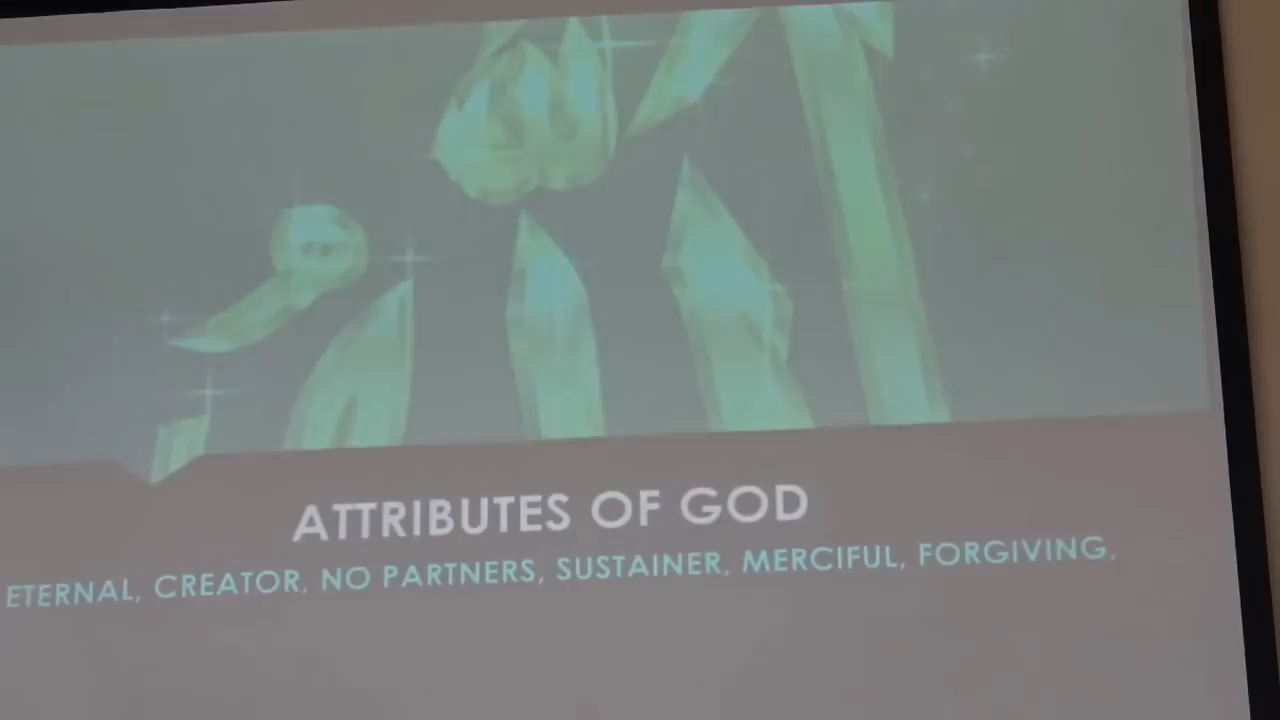 ATTRIBUTES OF GOD
ETERNAL, CREATOR, NO PARTNERS, SUSTAINER, MERCIFUL, FORGIVING,